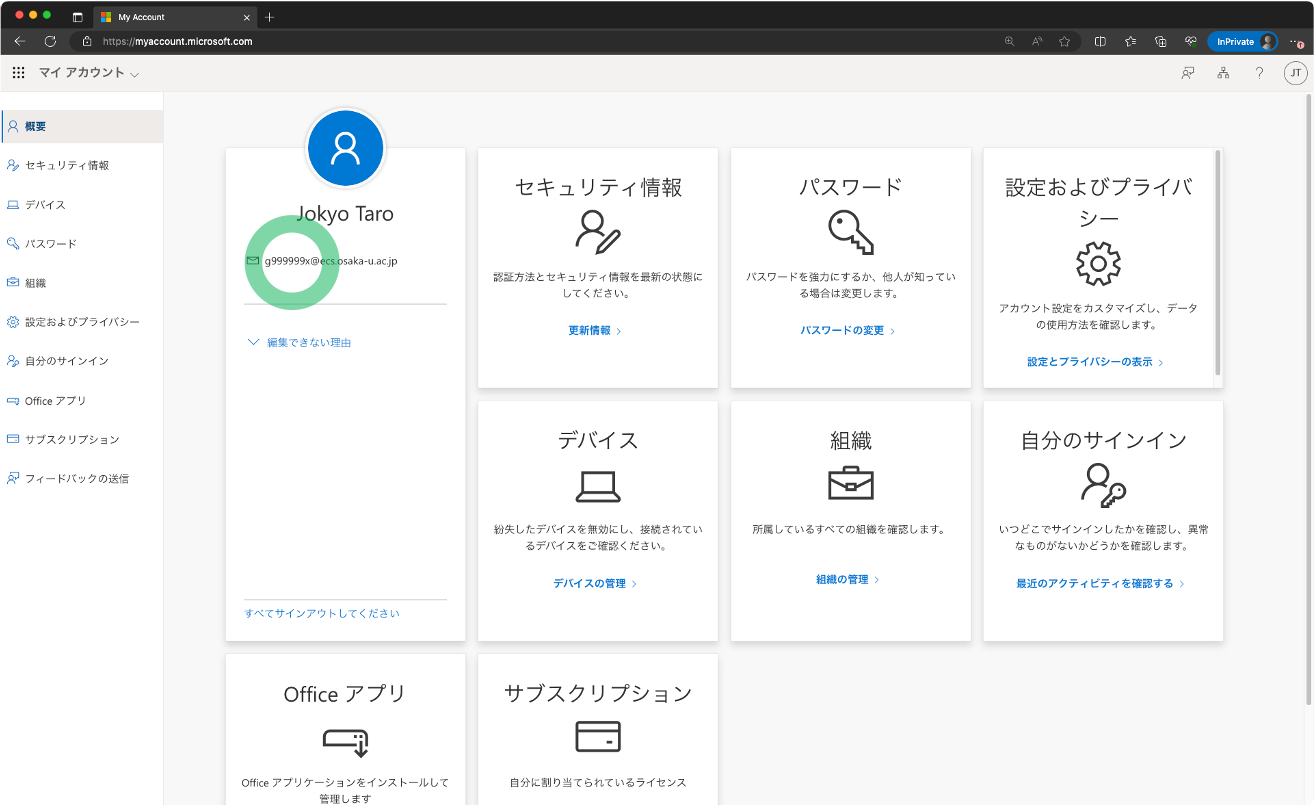 My Account
https://myaccount.microsoft.com
InPrivate
マイ アカウント
?
JT
概要
セキュリティ情報
デバイス
パスワード
組織
設定およびプライバシー
自分のサインイン
Office アプリ
サブスクリプション
フィードバックの送信
Jokyo Taro
g999999x@ecs.osaka-u.ac.jp
編集できない理由
すべてサインアウトしてください
セキュリティ情報
認証方法とセキュリティ情報を最新の状態に
してください。
更新情報
パスワード
パスワードを強力にするか、他人が知ってい
る場合は変更します。
パスワードの変更
設定およびプライバ
シー
アカウント設定をカスタマイズし、データ
の使用方法を確認します。
設定とプライバシーの表示
デバイス
紛失したデバイスを無効にし、接続されてい
るデバイスをご確認ください。
デバイスの管理
組織
所属しているすべての組織を確認します。
組織の管理
自分のサインイン
いつどこでサインインしたかを確認し、異常
なものがないかどうかを確認します。
最近のアクティビティを確認する
Office アプリ
Office アプリケーションをインストールして
管理します
サブスクリプション
自分に割り当てられているライセンス